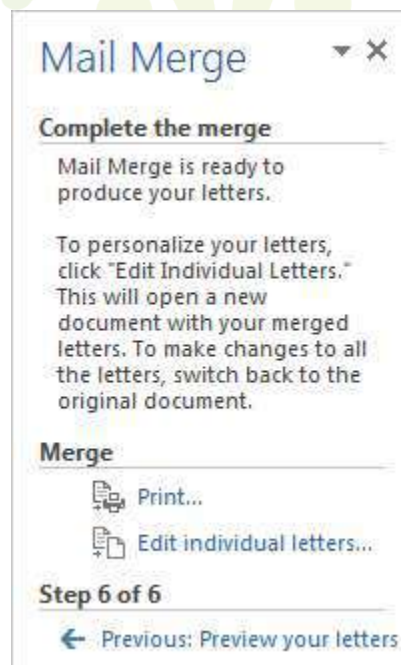 Mail Merge
Complete the merge
Mail Merge is ready to
produce your letters.
To personalize your letters,
click "Edit Individual Letters."
This will open a new
document with your merged
letters. To make changes to all
the letters, switch back to the
original document.
Merge
Print...
Edit individual letters...
Step 6 of 6
Previous: Preview your letters